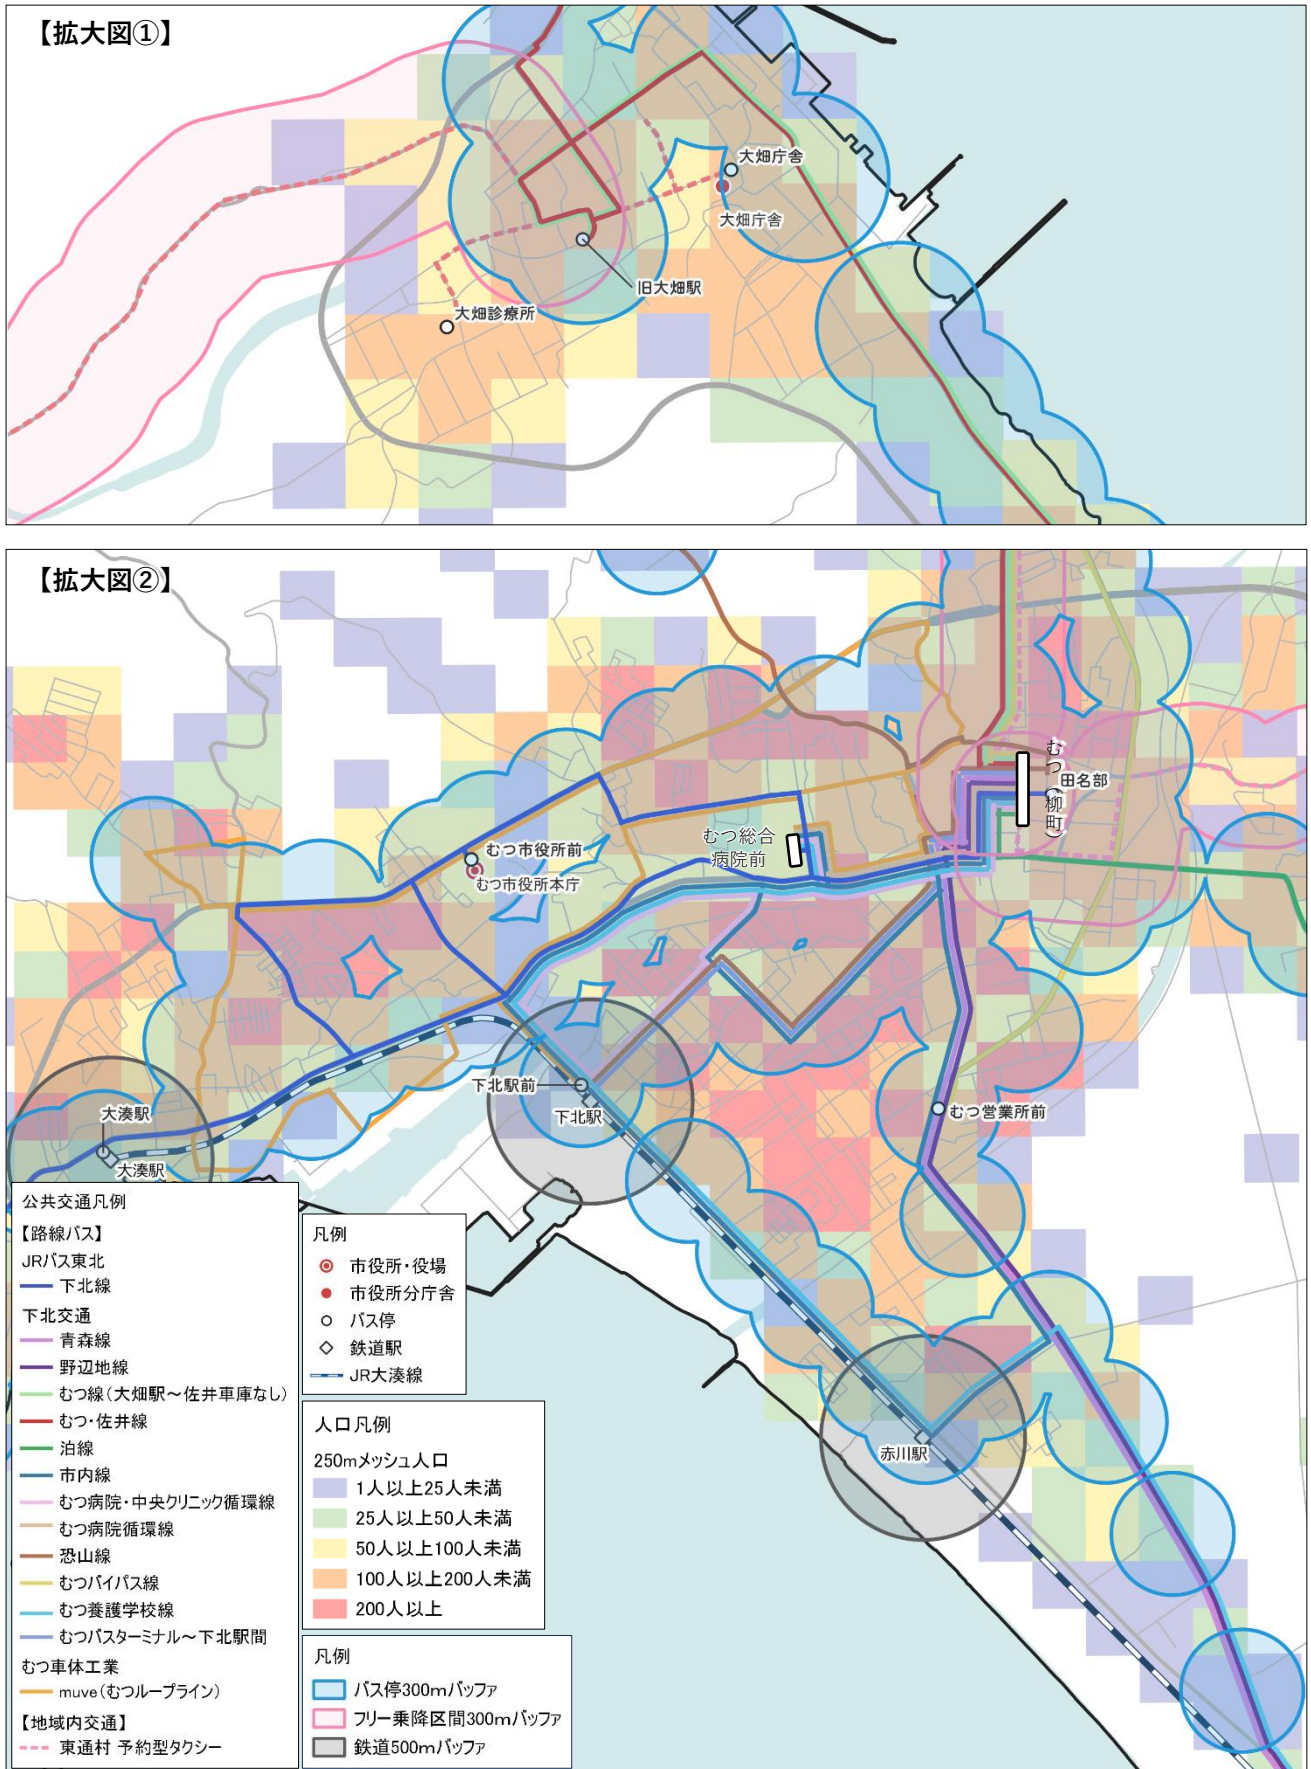 【拡大図①】
大畑庁舎
大畑庁舎
旧大畑駅
大畑診療所
【拡大図②】
むつ(柳町)
田名部
むつ総合
病院前
むつ市役所前
むつ市役所本庁
下北駅前
下北駅
むつ営業所前
大湊駅
大湊駅
赤川駅
公共交通凡例
【路線バス】
JRバス東北
下北線
下北交通
青森線
野辺地線
むつ線(大畑駅～佐井車庫なし)
むつ・佐井線
泊線
市内線
むつ病院・中央クリニック循環線
むつ病院循環線
恐山線
むつバイパス線
むつ養護学校線
むつバスターミナル～下北駅間
むつ車体工業
muve(むつループライン)
【地域内交通】
東通村 予約型タクシー
凡例
市役所・役場
市役所分庁舎
バス停
鉄道駅
JR大湊線
人口凡例
250mメッシュ人口
1人以上25人未満
25人以上50人未満
50人以上100人未満
100人以上200人未満
200人以上
凡例
バス停300mバッファ
フリー乗降区間300mバッファ
鉄道500mバッファ